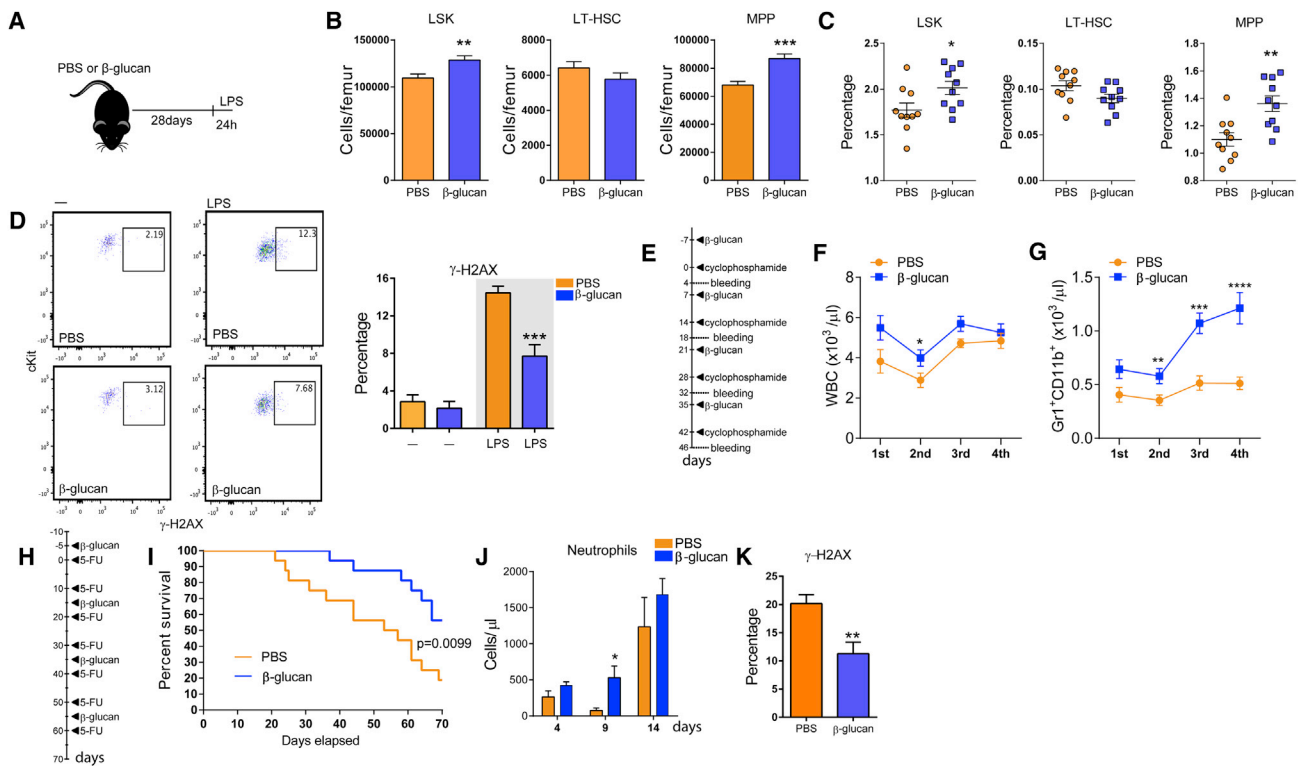 A
PBS or β-glucan
LPS
28days
24h
B
LSK
LT-HSC
MPP
Cells/femur
150000
100000
50000
0
**
PBS
β-glucan
Cells/femur
8000
6000
4000
2000
0
PBS
β-glucan
Cells/femur
100000
80000
60000
40000
20000
0
***
PBS
β-glucan
C
LSK
LT-HSC
MPP
Percentage
2.5
2.0
1.5
1.0
*
PBS
β-glucan
Percentage
0.15
0.10
0.05
0.00
PBS
β-glucan
Percentage
1.8
1.6
1.4
1.2
1.0
0.8
**
PBS
β-glucan
D
—
LPS
2.19
PBS
12.3
PBS
3.12
β-glucan
7.68
β-glucan
cKit
γ-H2AX
γ-H2AX
PBS
β-glucan
Percentage
16
12
8
4
0
***
— — LPS LPS
E
-7 β-glucan
0 cyclophosphamide
4 bleeding
7 β-glucan
14 cyclophosphamide
18 bleeding
21 β-glucan
28 cyclophosphamide
32 bleeding
35 β-glucan
42 cyclophosphamide
46 bleeding
days
F
PBS
β-glucan
WBC (x10³ /μl)
8
6
4
2
0
*
1st 2nd 3rd 4th
G
PBS
β-glucan
Gr1⁺CD11b⁺ (x10³ /μl)
1.5
1.0
0.5
0.0
**
***
****
1st 2nd 3rd 4th
H
-10
-5 β-glucan
0 5-FU
10 5-FU
β-glucan
20 5-FU
30 5-FU
β-glucan
40 5-FU
50 5-FU
β-glucan
60 5-FU
70 days
I
Percent survival
100
90
80
70
60
50
40
30
20
10
0
p=0.0099
PBS
β-glucan
0 10 20 30 40 50 60 70
Days elapsed
J
Neutrophils
PBS
β-glucan
Cells/ μl
2000
1500
1000
500
0
*
4 9 14 days
K
γ-H2AX
Percentage
25
20
15
10
5
0
**
PBS
β-glucan